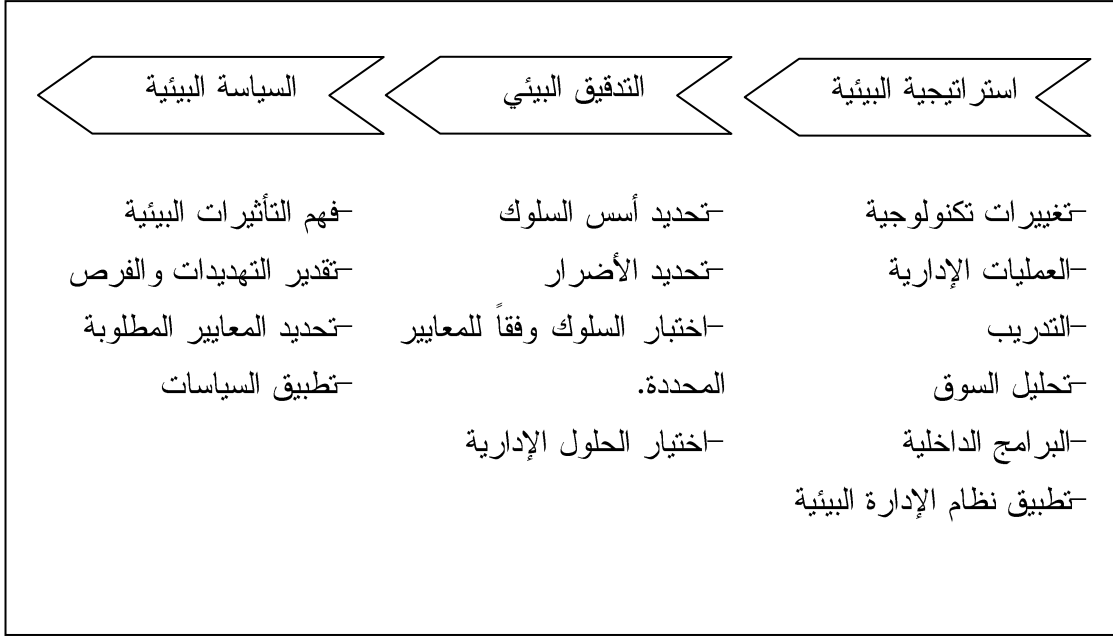 استراتيجية البيئية
التدقيق البيئي
السياسة البيئية
-تغييرات تكنولوجية
-العمليات الإدارية
-التدريب
-تحليل السوق
-البرامج الداخلية
-تطبيق نظام الإدارة البيئية
-تحديد أسس السلوك
-تحديد الأضرار
-اختبار السلوك وفقاً للمعايير
المحددة.
-اختيار الحلول الإدارية
-فهم التأثيرات البيئية
-تقدير التهديدات والفرص
-تحديد المعايير المطلوبة
-تطبيق السياسات